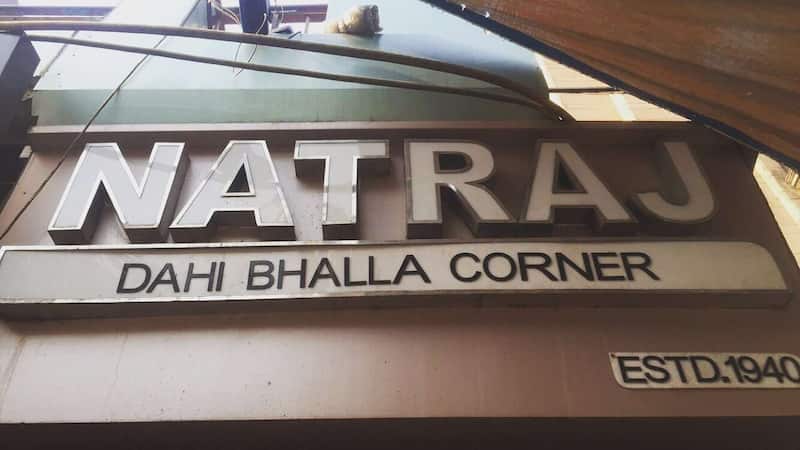 NATRAJ
DAHI BHALLA CORNER
ESTD.1940